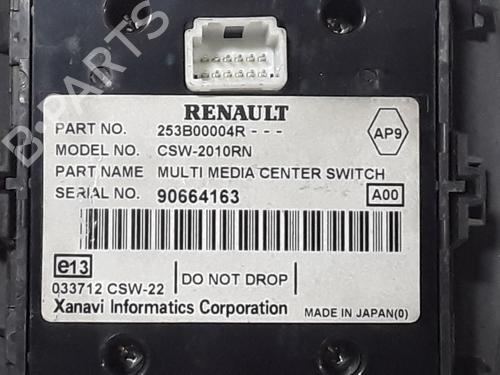 B-PARTS
RENAULT
PART NO. 253B00004R - - -
AP9
MODEL NO. CSW-2010RN
PART NAME MULTI MEDIA CENTER SWITCH
SERIAL NO. 90664163
A00
e13
DO NOT DROP
033712 CSW-22
Xanavi Informatics Corporation
MADE IN JAPAN(0)